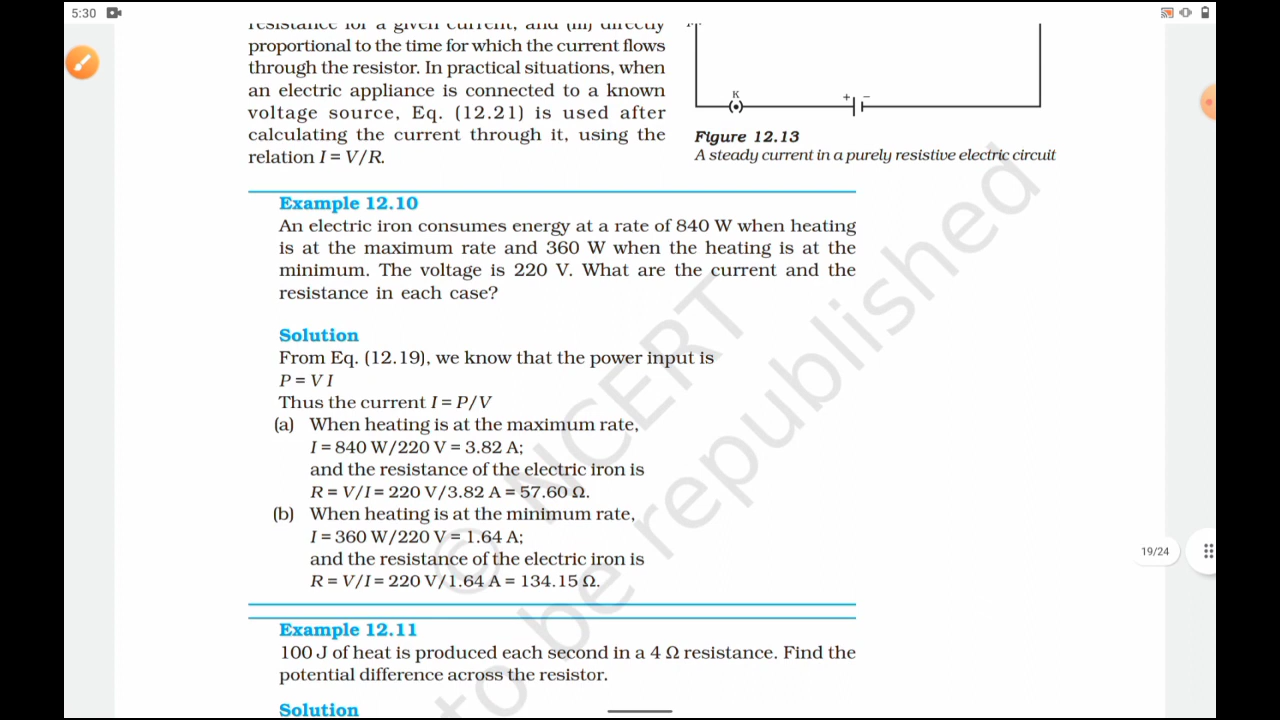 5:30
resistance for a given current, and (iii) directly
proportional to the time for which the current flows
through the resistor. In practical situations, when
an electric appliance is connected to a known
voltage source, Eq. (12.21) is used after
calculating the current through it, using the
relation I = V/R.
K
+ −
Figure 12.13
A steady current in a purely resistive electric circuit
Example 12.10
An electric iron consumes energy at a rate of 840 W when heating
is at the maximum rate and 360 W when the heating is at the
minimum. The voltage is 220 V. What are the current and the
resistance in each case?
Solution
From Eq. (12.19), we know that the power input is
P = V I
Thus the current I = P/V
(a) When heating is at the maximum rate,
I = 840 W/220 V = 3.82 A;
and the resistance of the electric iron is
R = V/I = 220 V/3.82 A = 57.60 Ω.
(b) When heating is at the minimum rate,
I = 360 W/220 V = 1.64 A;
and the resistance of the electric iron is
R = V/I = 220 V/1.64 A = 134.15 Ω.
19/24
Example 12.11
100 J of heat is produced each second in a 4 Ω resistance. Find the
potential difference across the resistor.
Solution
© NCERT
to be republished